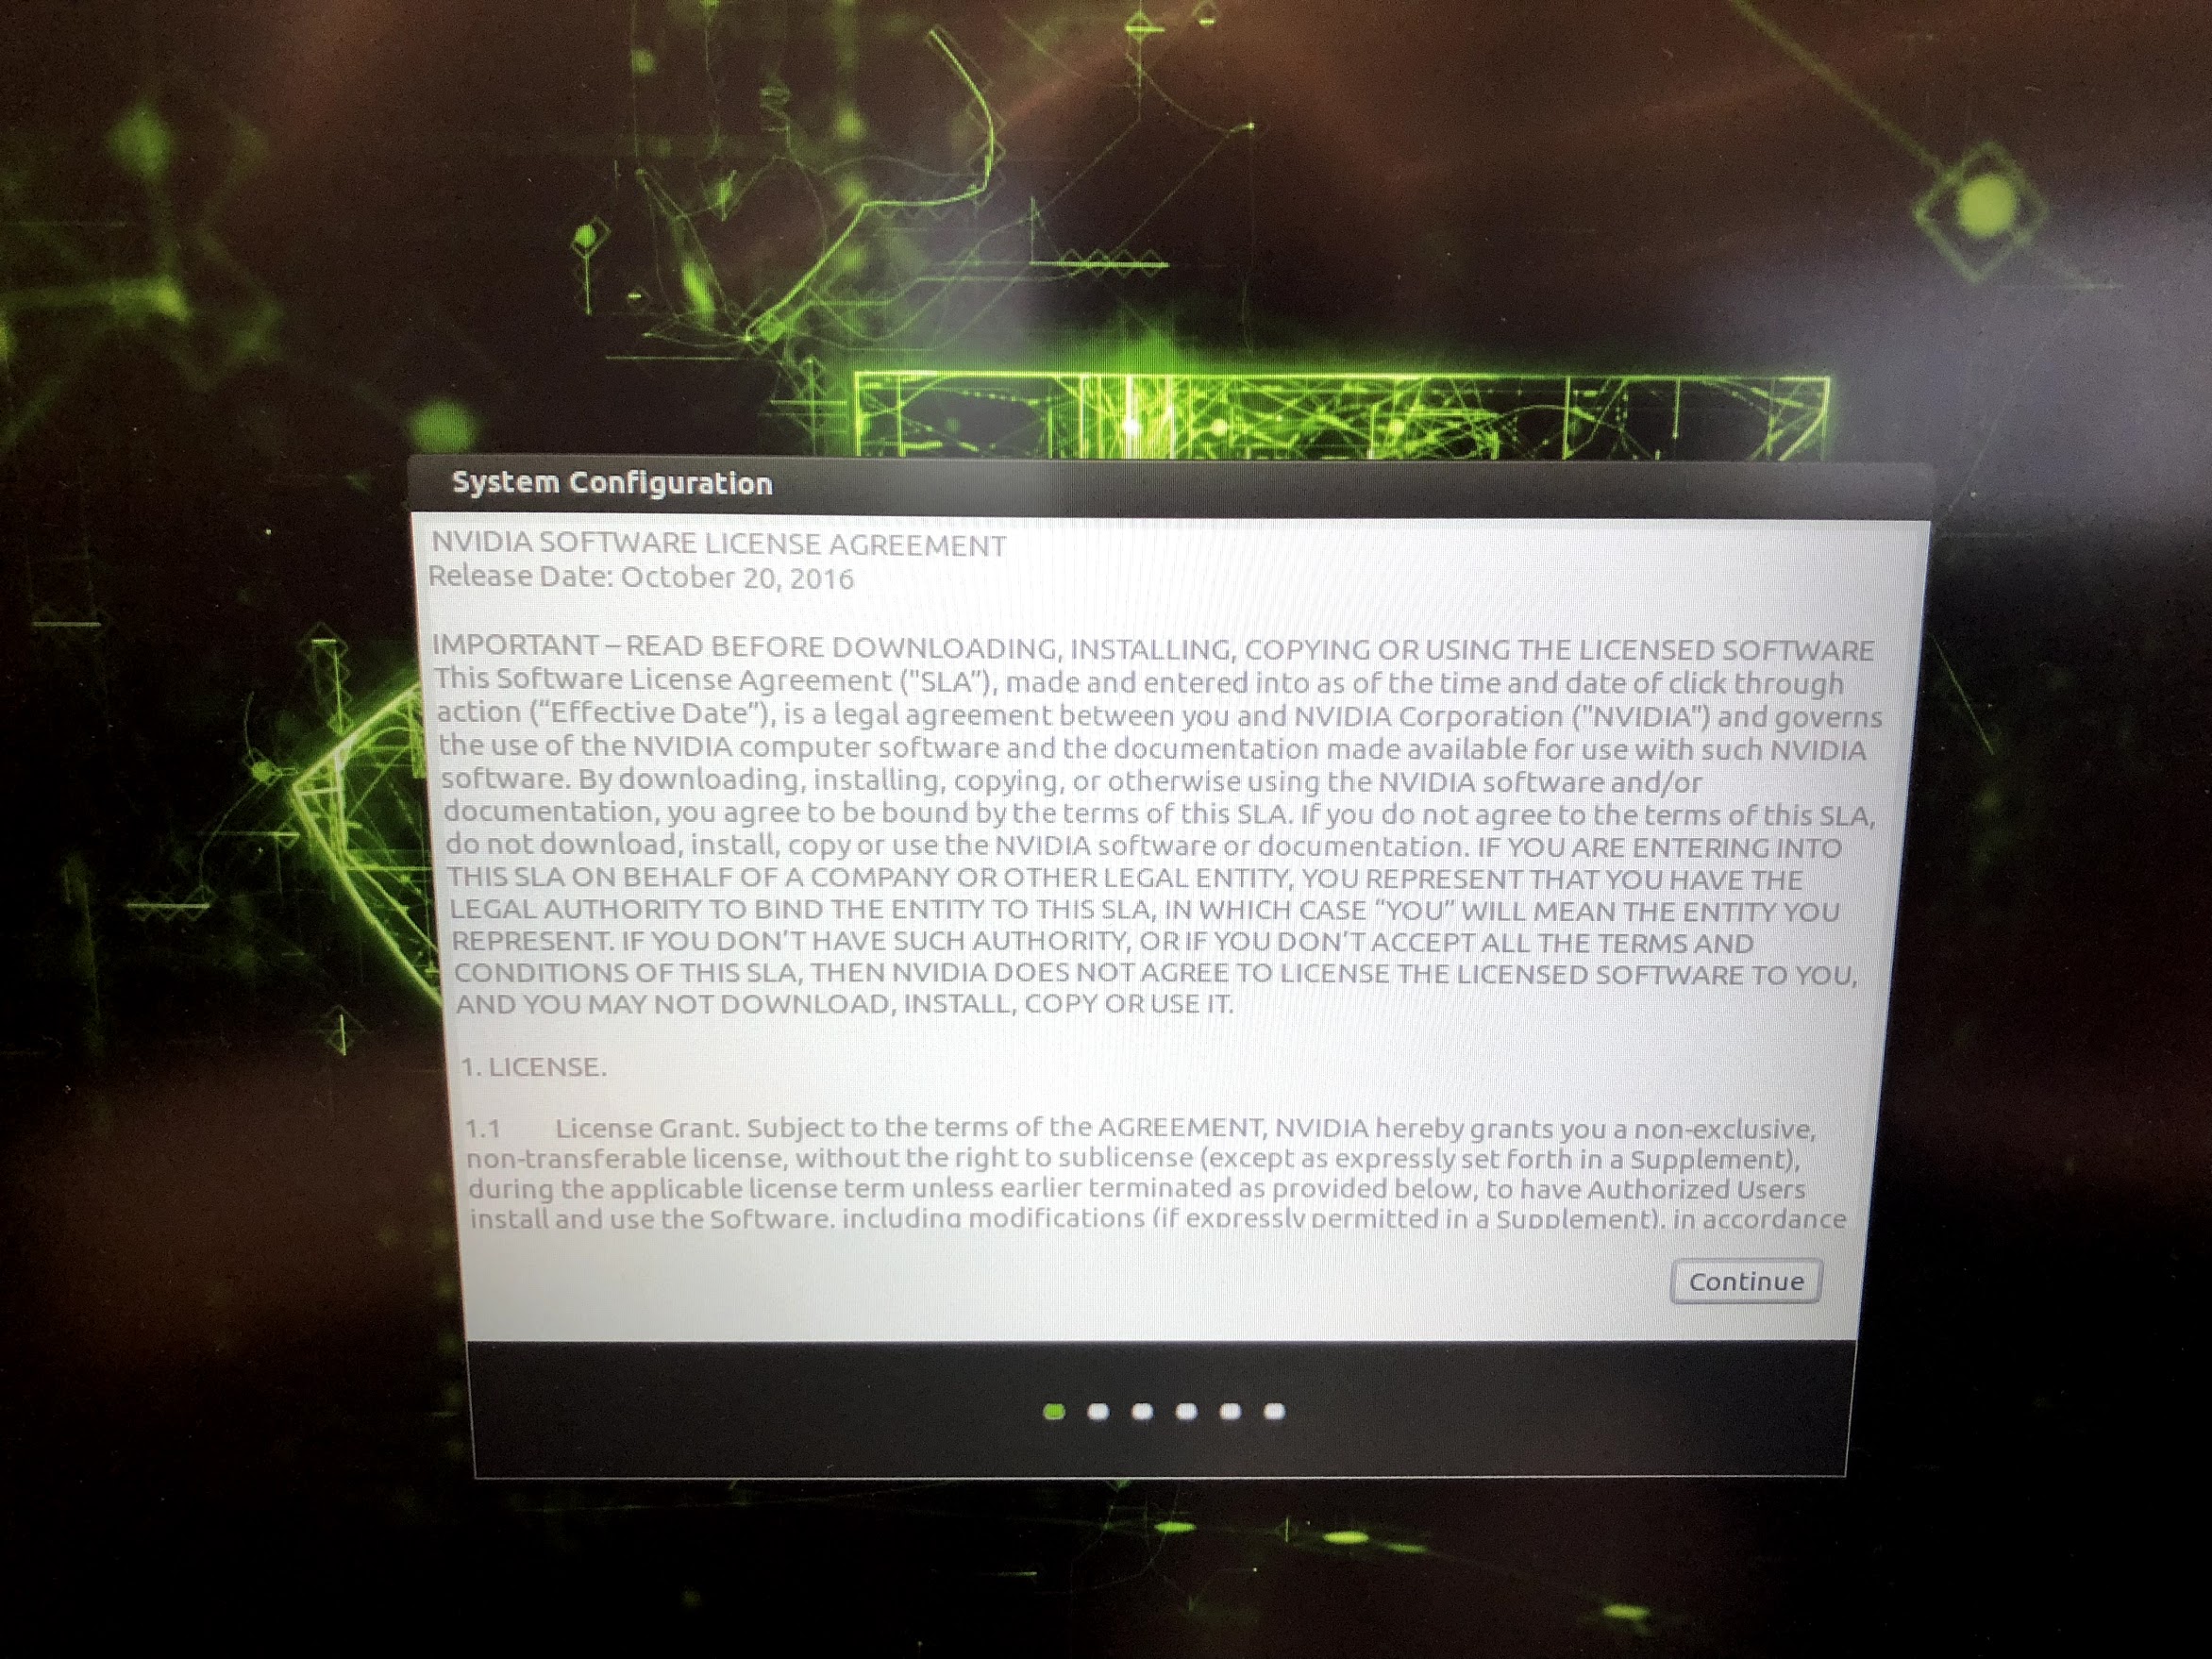 System Configuration
NVIDIA SOFTWARE LICENSE AGREEMENT
Release Date: October 20, 2016
IMPORTANT – READ BEFORE DOWNLOADING, INSTALLING, COPYING OR USING THE LICENSED SOFTWARE
This Software License Agreement ("SLA"), made and entered into as of the time and date of click through
action (“Effective Date”), is a legal agreement between you and NVIDIA Corporation ("NVIDIA") and governs
the use of the NVIDIA computer software and the documentation made available for use with such NVIDIA
software. By downloading, installing, copying, or otherwise using the NVIDIA software and/or
documentation, you agree to be bound by the terms of this SLA. If you do not agree to the terms of this SLA,
do not download, install, copy or use the NVIDIA software or documentation. IF YOU ARE ENTERING INTO
THIS SLA ON BEHALF OF A COMPANY OR OTHER LEGAL ENTITY, YOU REPRESENT THAT YOU HAVE THE
LEGAL AUTHORITY TO BIND THE ENTITY TO THIS SLA, IN WHICH CASE “YOU” WILL MEAN THE ENTITY YOU
REPRESENT. IF YOU DON’T HAVE SUCH AUTHORITY, OR IF YOU DON’T ACCEPT ALL THE TERMS AND
CONDITIONS OF THIS SLA, THEN NVIDIA DOES NOT AGREE TO LICENSE THE LICENSED SOFTWARE TO YOU,
AND YOU MAY NOT DOWNLOAD, INSTALL, COPY OR USE IT.
1. LICENSE.
1.1 License Grant. Subject to the terms of the AGREEMENT, NVIDIA hereby grants you a non-exclusive,
non-transferable license, without the right to sublicense (except as expressly set forth in a Supplement),
during the applicable license term unless earlier terminated as provided below, to have Authorized Users
install and use the Software, including modifications (if expressly permitted in a Supplement), in accordance
Continue